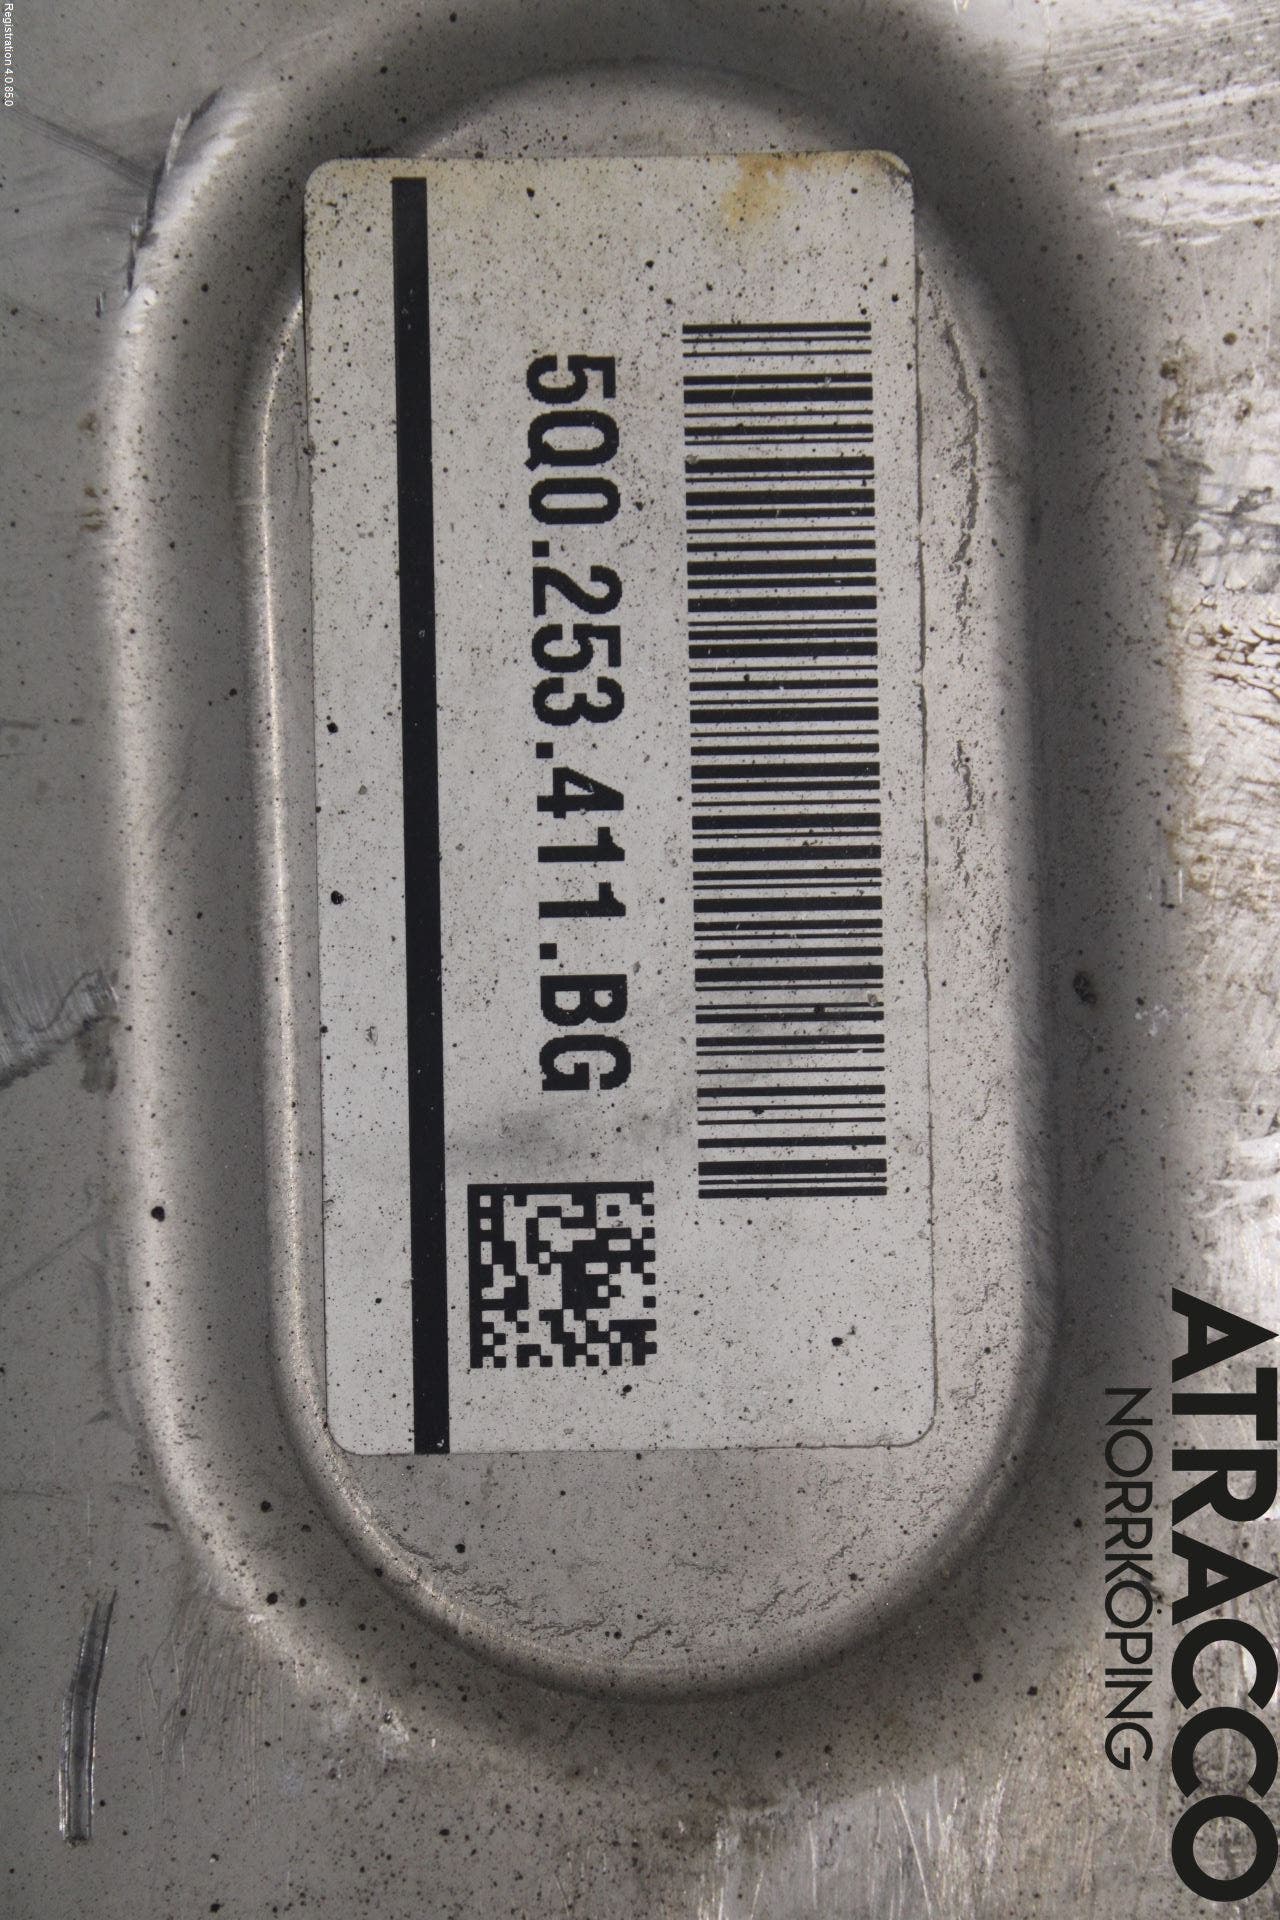 Registration 4.0.85.0
5Q0.253.411.BG
ATRACCO
NORRKÖPING